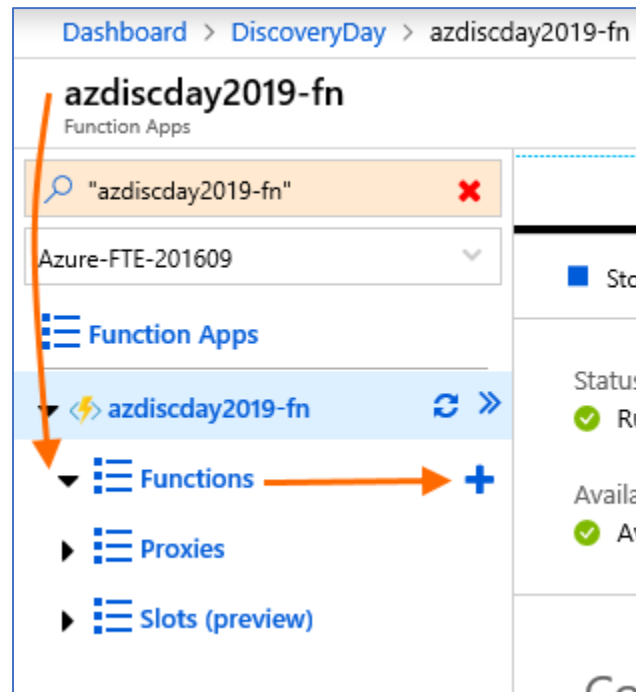 Dashboard > DiscoveryDay > azdiscday2019-fn
azdiscday2019-fn
Function Apps
"azdiscday2019-fn"
Azure-FTE-201609
Function Apps
azdiscday2019-fn
Functions
Proxies
Slots (preview)
Status